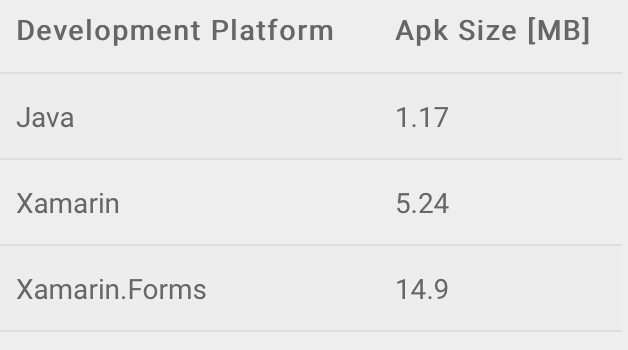 Development Platform Apk Size [MB]
Java 1.17
Xamarin 5.24
Xamarin.Forms 14.9